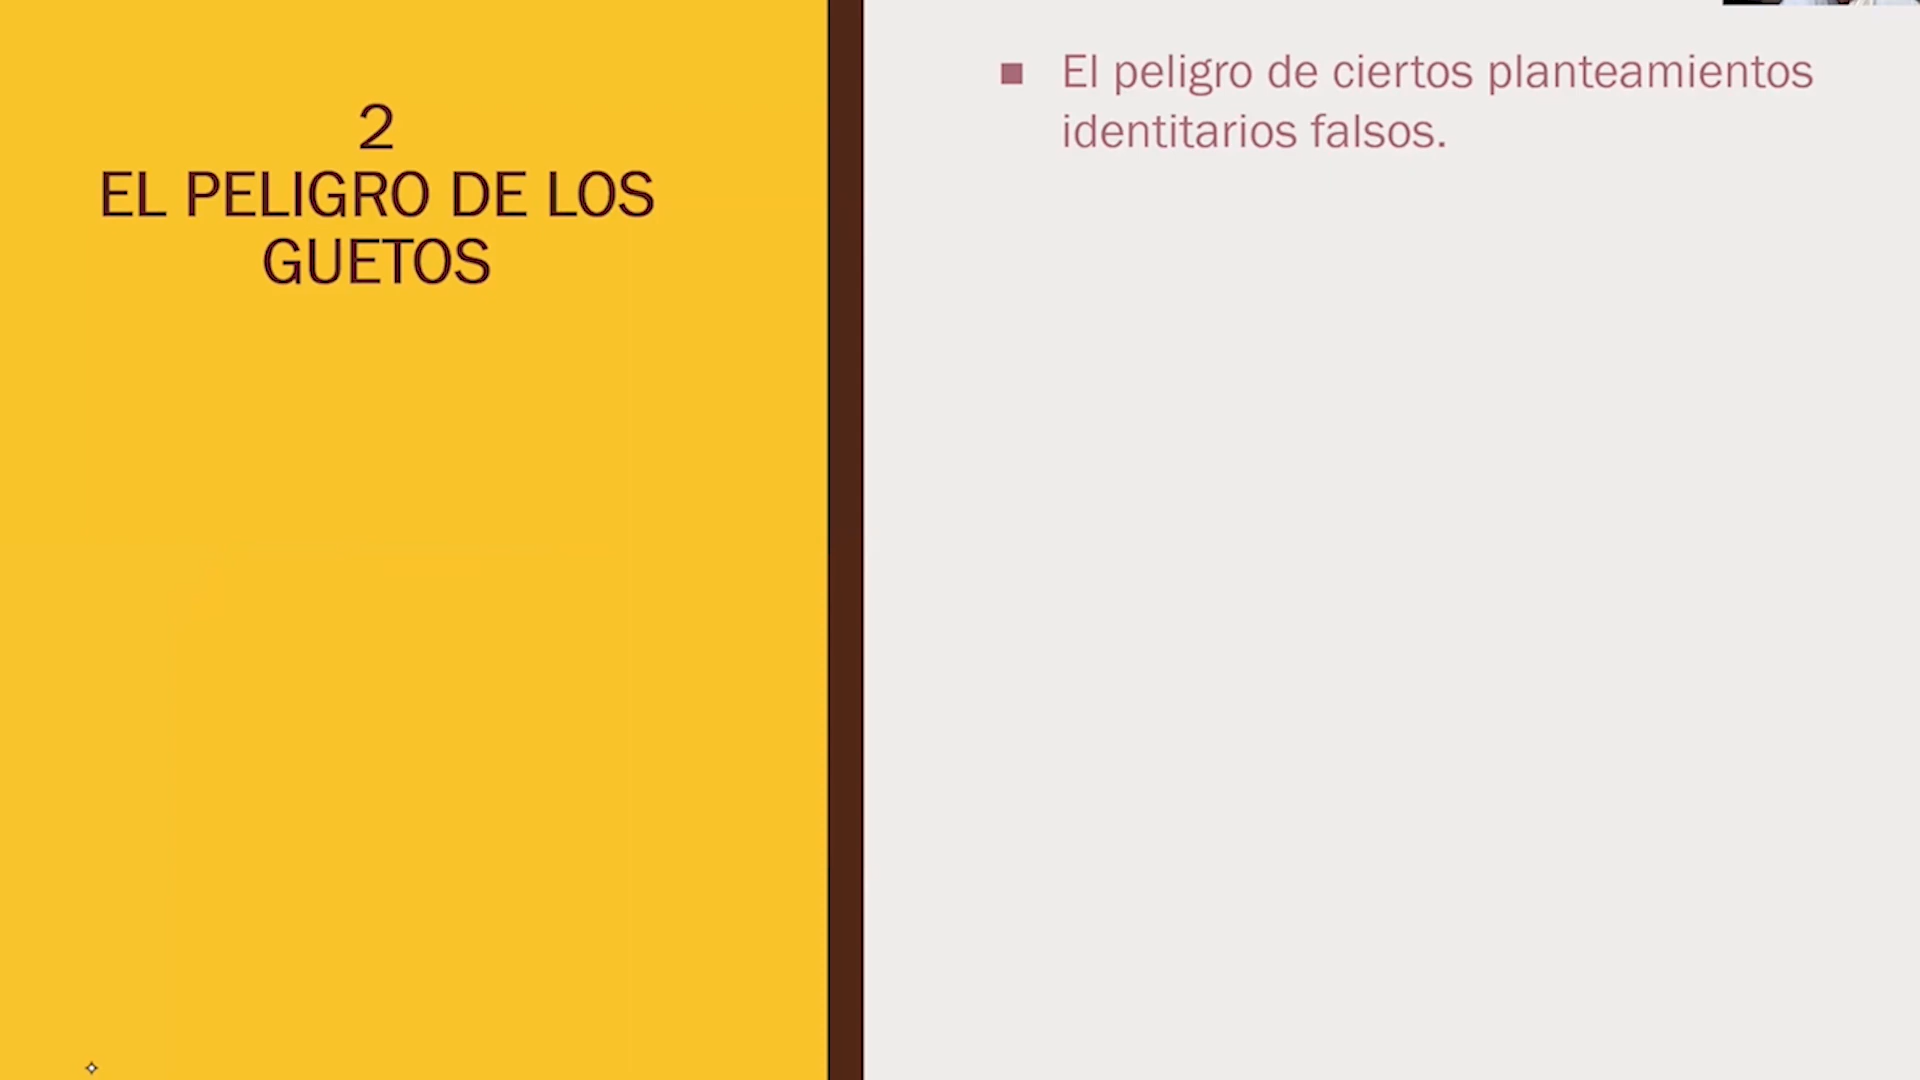 2
EL PELIGRO DE LOS
GUETOS
El peligro de ciertos planteamientos
identitarios falsos.